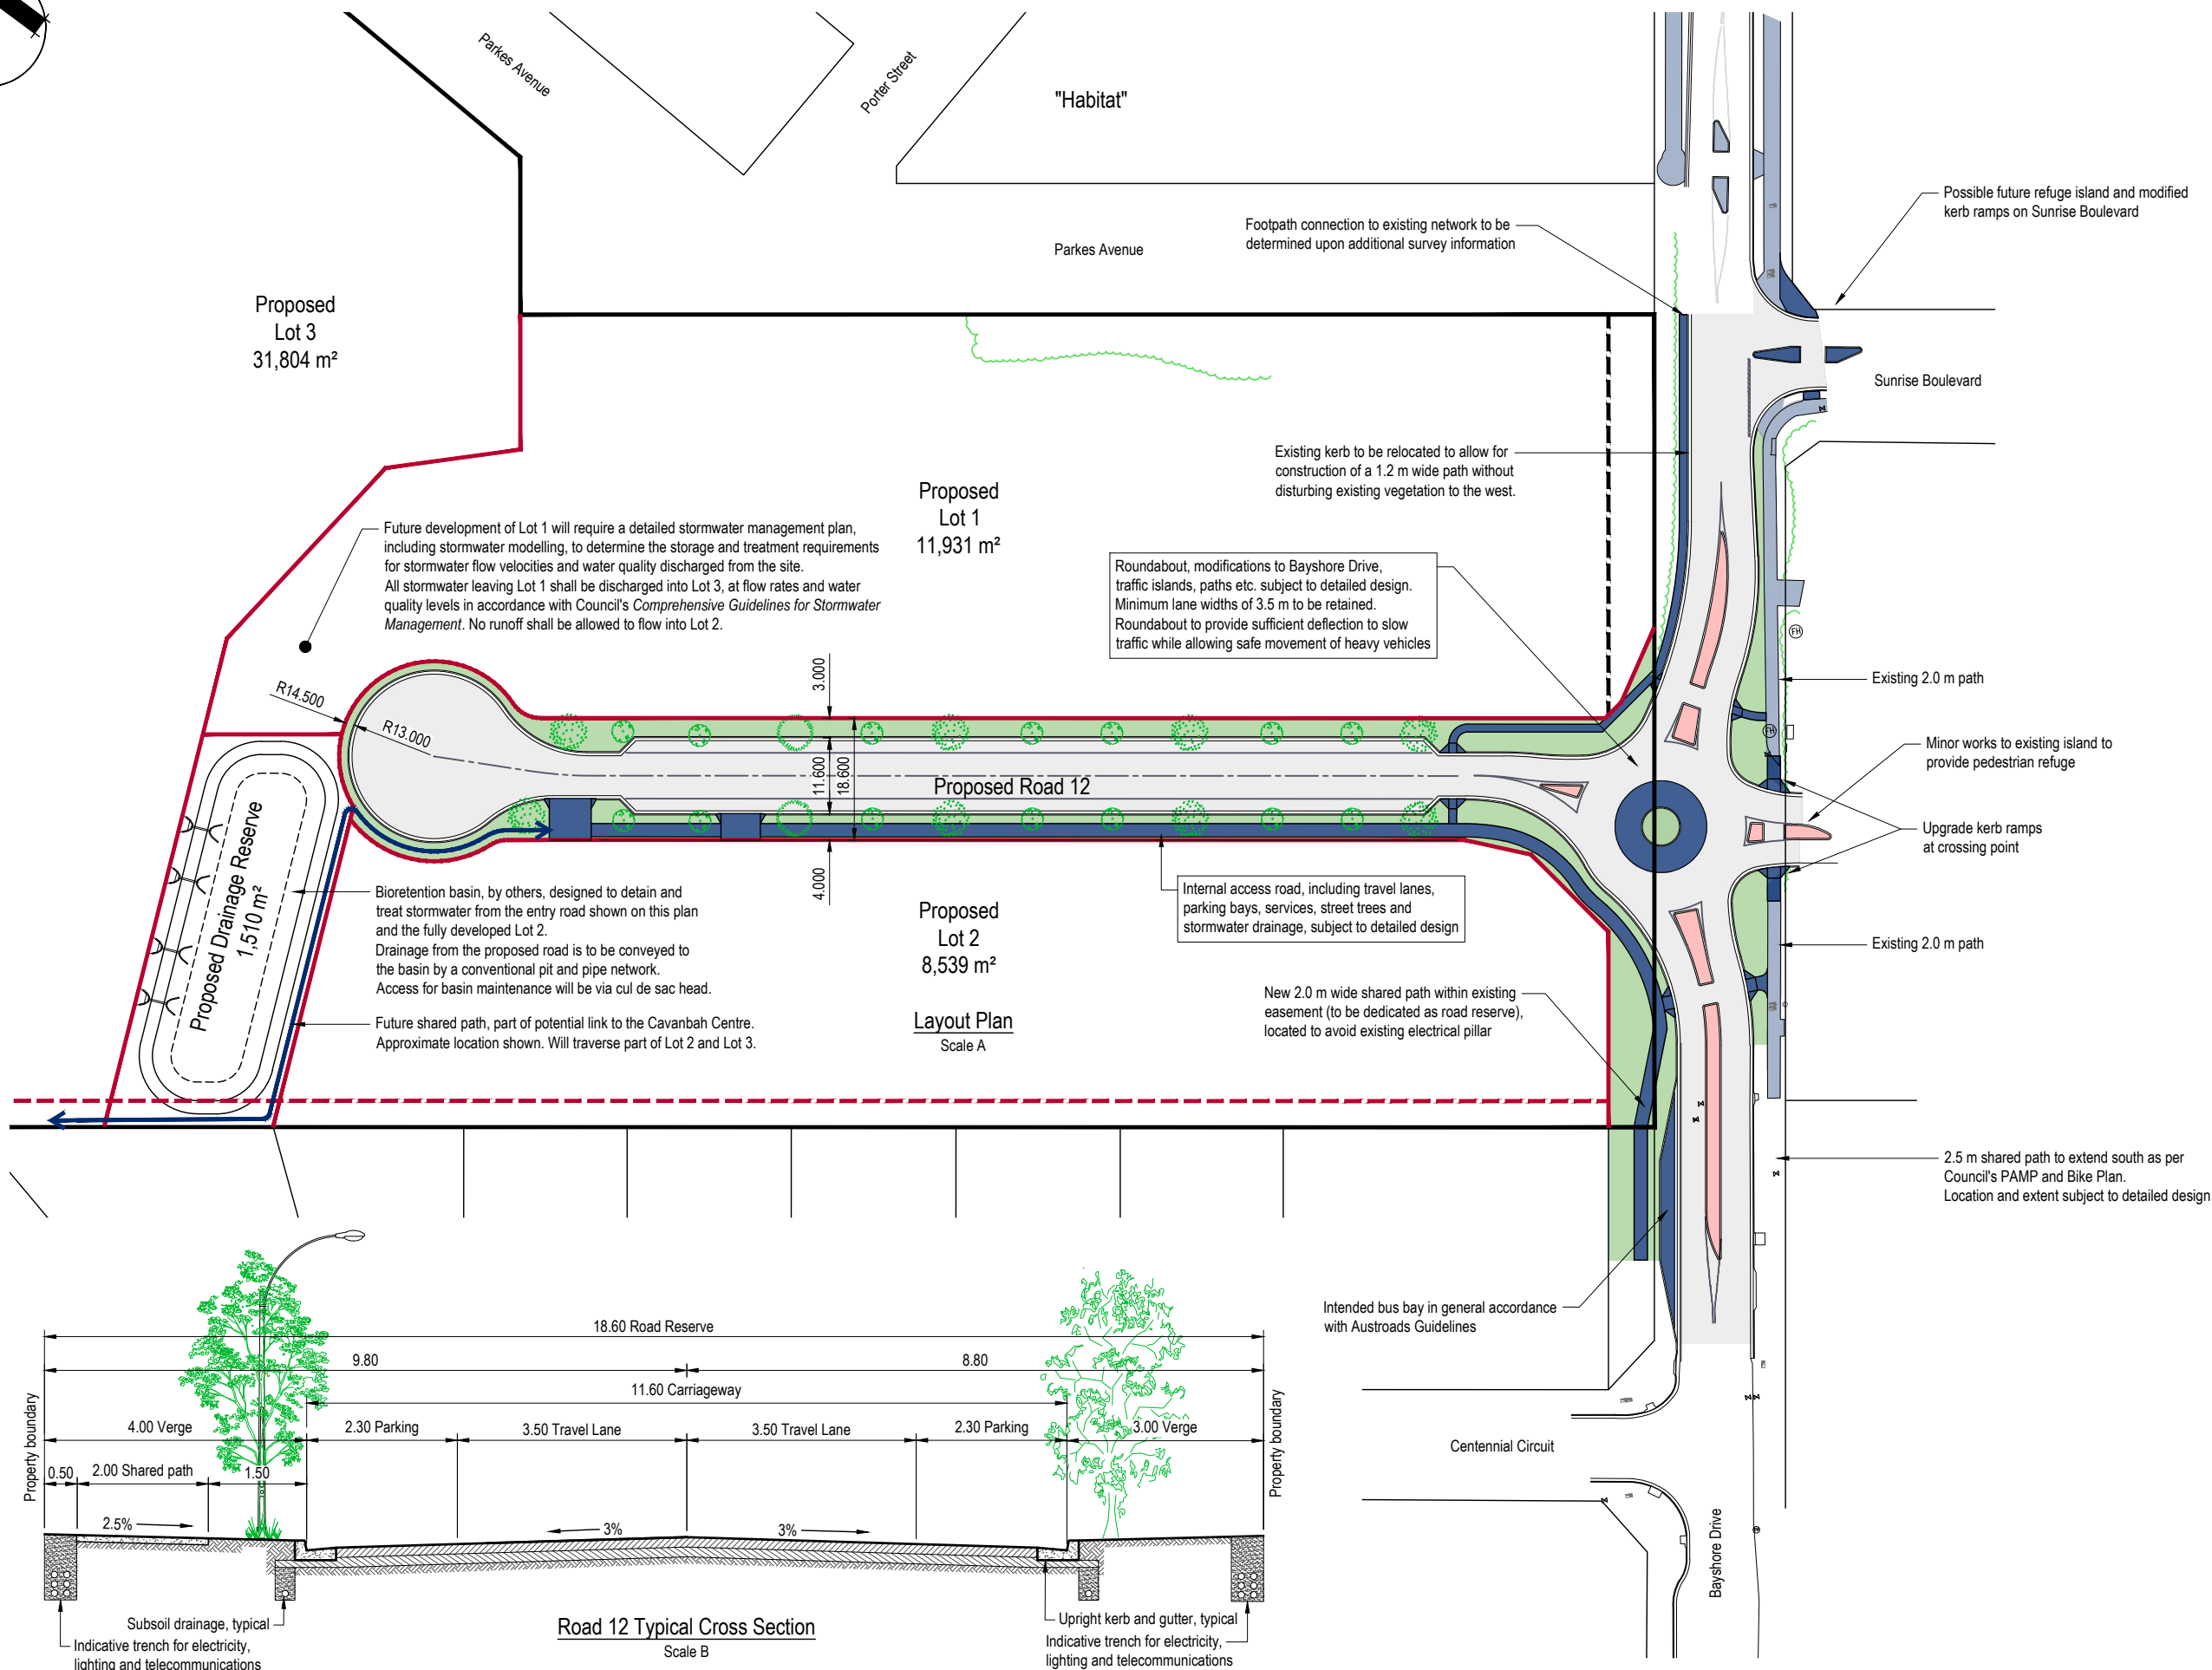 Parkes Avenue
Porter Street
"Habitat"
Possible future refuge island and modified
kerb ramps on Sunrise Boulevard
Footpath connection to existing network to be
determined upon additional survey information
Parkes Avenue
Proposed
Lot 3
31,804 m²
Sunrise Boulevard
Existing kerb to be relocated to allow for
construction of a 1.2 m wide path without
disturbing existing vegetation to the west.
Proposed
Lot 1
11,931 m²
Future development of Lot 1 will require a detailed stormwater management plan,
including stormwater modelling, to determine the storage and treatment requirements
for stormwater flow velocities and water quality discharged from the site.
All stormwater leaving Lot 1 shall be discharged into Lot 3, at flow rates and water
quality levels in accordance with Council's Comprehensive Guidelines for Stormwater
Management. No runoff shall be allowed to flow into Lot 2.
Roundabout, modifications to Bayshore Drive,
traffic islands, paths etc. subject to detailed design.
Minimum lane widths of 3.5 m to be retained.
Roundabout to provide sufficient deflection to slow
traffic while allowing safe movement of heavy vehicles
FH
Existing 2.0 m path
3.000
R14.500
R13.000
FH
Minor works to existing island to
provide pedestrian refuge
11.600
18.600
Proposed Road 12
Upgrade kerb ramps
at crossing point
4.000
Proposed Drainage Reserve
1,510 m²
Bioretention basin, by others, designed to detain and
treat stormwater from the entry road shown on this plan
and the fully developed Lot 2.
Drainage from the proposed road is to be conveyed to
the basin by a conventional pit and pipe network.
Access for basin maintenance will be via cul de sac head.
Internal access road, including travel lanes,
parking bays, services, street trees and
stormwater drainage, subject to detailed design
Proposed
Lot 2
8,539 m²
Existing 2.0 m path
New 2.0 m wide shared path within existing
easement (to be dedicated as road reserve),
located to avoid existing electrical pillar
Future shared path, part of potential link to the Cavanbah Centre.
Approximate location shown. Will traverse part of Lot 2 and Lot 3.
Layout Plan
Scale A
2.5 m shared path to extend south as per
Council's PAMP and Bike Plan.
Location and extent subject to detailed design
Intended bus bay in general accordance
with Austroads Guidelines
18.60 Road Reserve
9.80
8.80
11.60 Carriageway
Property boundary
4.00 Verge
2.30 Parking
3.50 Travel Lane
3.50 Travel Lane
2.30 Parking
3.00 Verge
Property boundary
0.50
2.00 Shared path
1.50
2.5%
3%
3%
Centennial Circuit
Bayshore Drive
Subsoil drainage, typical
Indicative trench for electricity,
lighting and telecommunications
Road 12 Typical Cross Section
Scale B
Upright kerb and gutter, typical
Indicative trench for electricity,
lighting and telecommunications